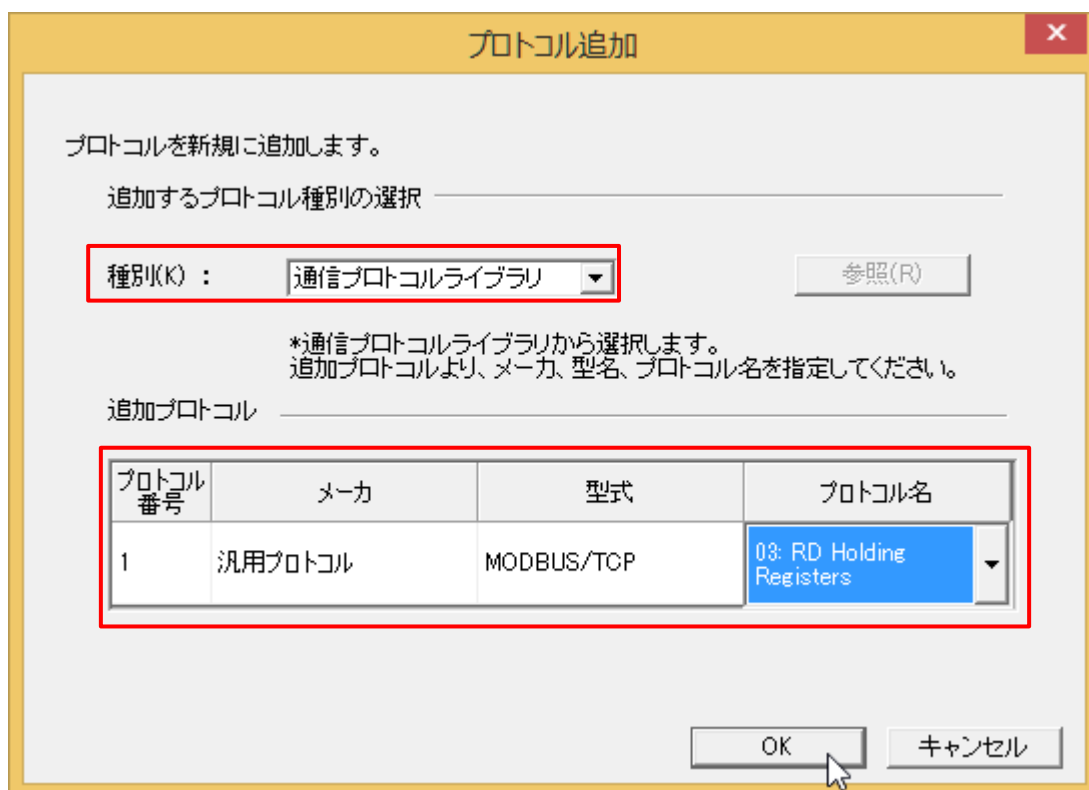 プロトコル追加
プロトコルを新規に追加します。
追加するプロトコル種別の選択
種別(K) : 通信プロトコルライブラリ 参照(R)
*通信プロトコルライブラリから選択します。
追加プロトコルより、メーカ、型名、プロトコル名を指定してください。
追加プロトコル
プロトコル
番号 メーカ 型式 プロトコル名
1 汎用プロトコル MODBUS/TCP 03: RD Holding
Registers
OK キャンセル